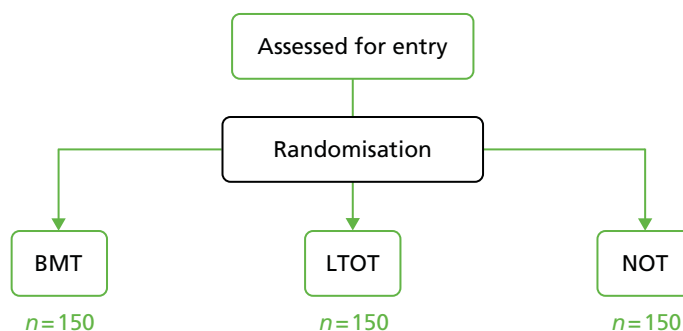 Assessed for entry
Randomisation
BMT
LTOT
NOT
n=150
n=150
n=150